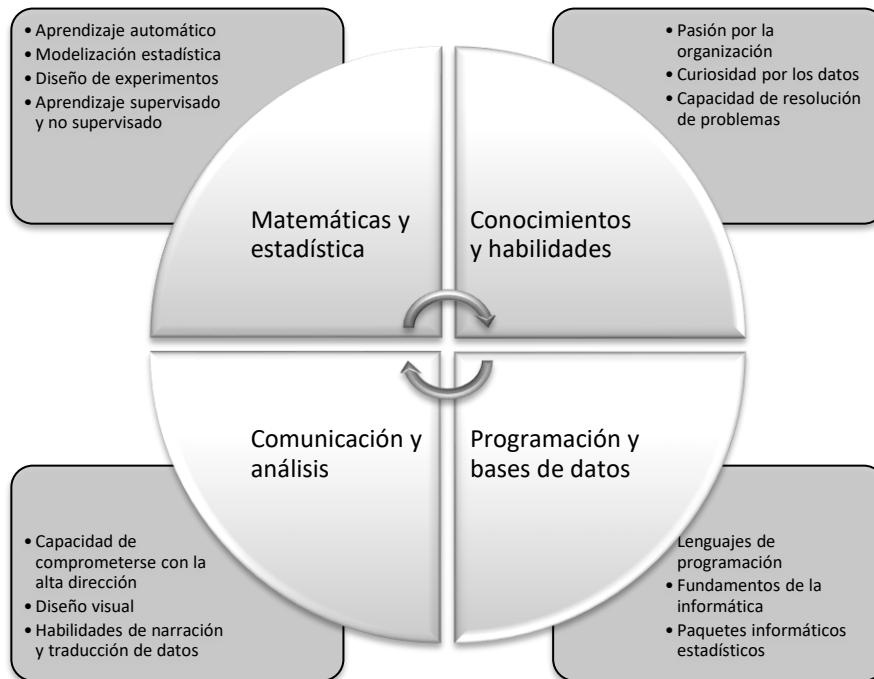 • Aprendizaje automático
• Modelización estadística
• Diseño de experimentos
• Aprendizaje supervisado
y no supervisado
• Pasión por la
organización
• Curiosidad por los datos
• Capacidad de resolución
de problemas
Matemáticas y
estadística
Conocimientos
y habilidades
Comunicación y
análisis
Programación y
bases de datos
• Capacidad de
comprometerse con la
alta dirección
• Diseño visual
• Habilidades de narración
y traducción de datos
Lenguajes de
programación
• Fundamentos de la
informática
• Paquetes informáticos
estadísticos